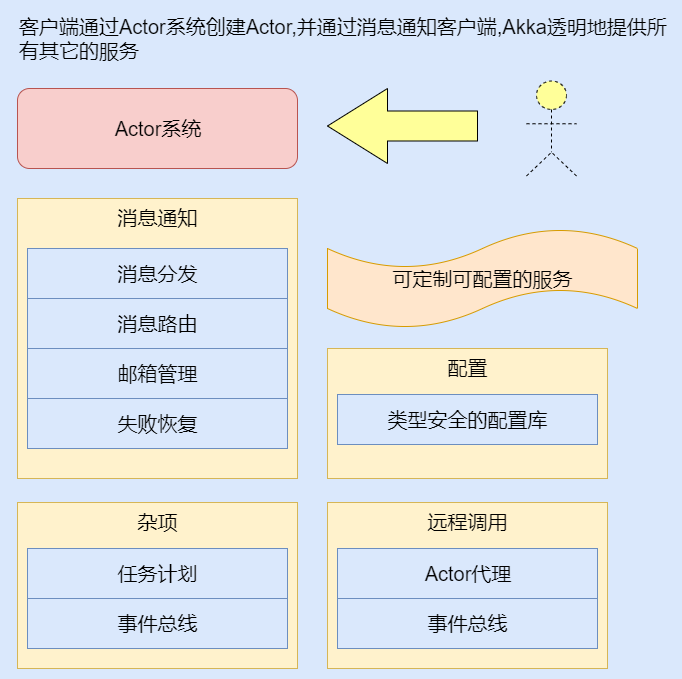 客户端通过Actor系统创建Actor,并通过消息通知客户端,Akka透明地提供所
有其它的服务
Actor系统
消息通知
消息分发
消息路由
邮箱管理
失败恢复
可定制可配置的服务
配置
类型安全的配置库
杂项
任务计划
事件总线
远程调用
Actor代理
事件总线